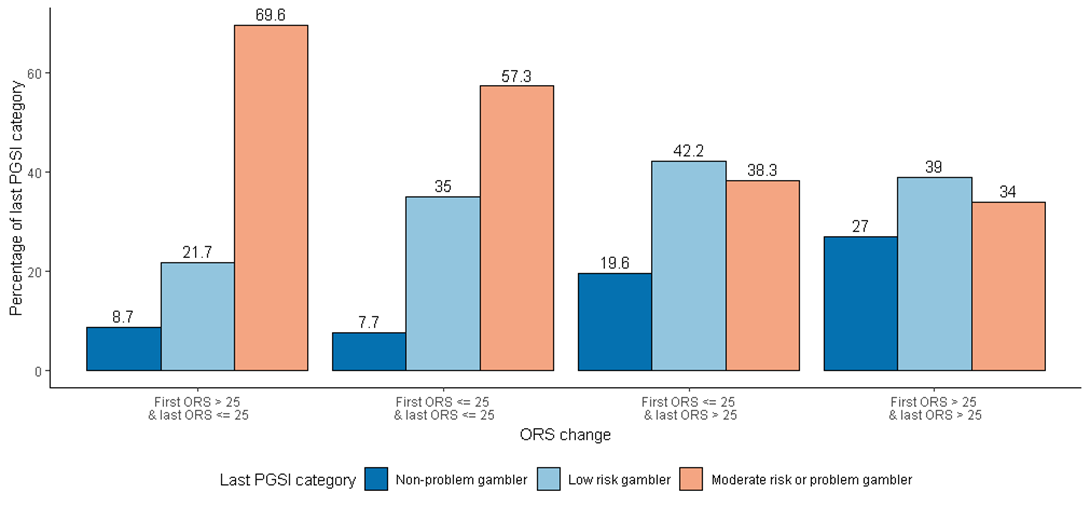 Percentage of last PGSI category
60
40
20
0
8.7
21.7
69.6
7.7
35
57.3
19.6
42.2
38.3
27
39
34
First ORS > 25
& last ORS <= 25
First ORS <= 25
& last ORS <= 25
First ORS <= 25
& last ORS > 25
First ORS > 25
& last ORS > 25
ORS change
Last PGSI category Non-problem gambler Low risk gambler Moderate risk or problem gambler